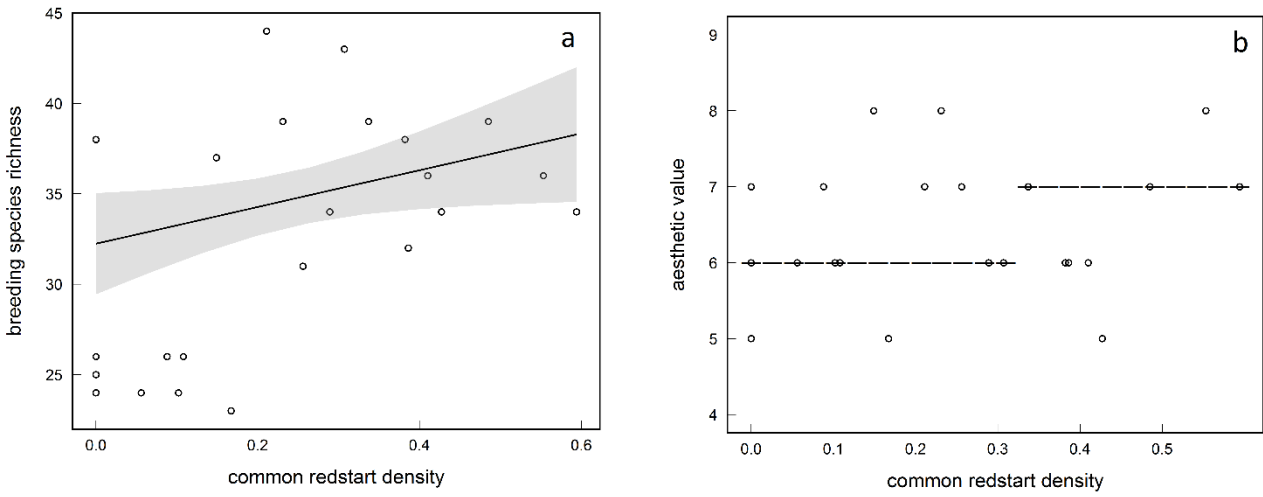 a
breeding species richness
45
40
35
30
25
0.0 0.2 0.4 0.6
common redstart density
b
aesthetic value
9
8
7
6
5
4
0.0 0.1 0.2 0.3 0.4 0.5
common redstart density